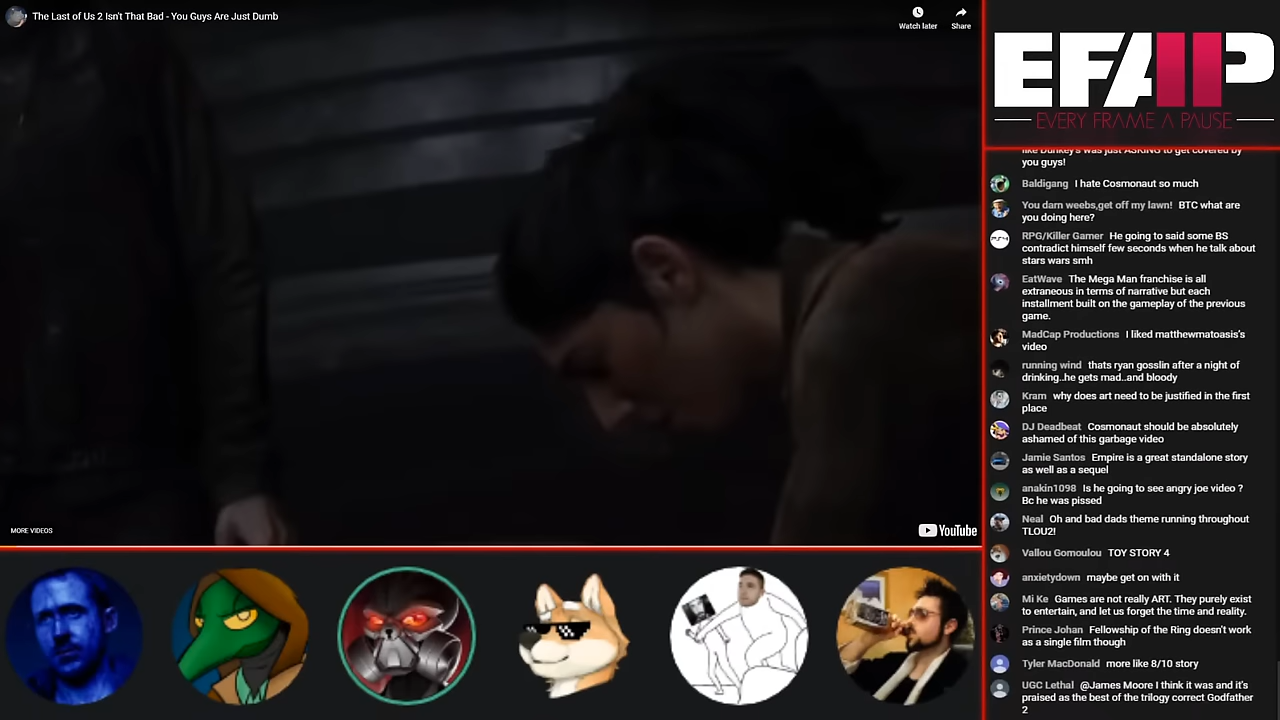 The Last of Us 2 Isn't That Bad - You Guys Are Just Dumb
Watch later
Share
MORE VIDEOS
YouTube
EFAP
EVERY FRAME A PAUSE
like Dunkey's was just ASKING to get covered by
you guys!
Baldigang I hate Cosmonaut so much
You darn weebs,get off my lawn! BTC what are
you doing here?
RPG/Killer Gamer He going to said some BS
contradict himself few seconds when he talk about
stars wars smh
EatWave The Mega Man franchise is all
extraneous in terms of narrative but each
installment built on the gameplay of the previous
game.
MadCap Productions I liked matthewmatoasis's
video
running wind thats ryan gosslin after a night of
drinking..he gets mad..and bloody
Kram why does art need to be justified in the first
place
DJ Deadbeat Cosmonaut should be absolutely
ashamed of this garbage video
Jamie Santos Empire is a great standalone story
as well as a sequel
anakin1098 Is he going to see angry joe video ?
Bc he was pissed
Neal Oh and bad dads theme running throughout
TLOU2!
Vallou Gomoulou TOY STORY 4
anxietydown maybe get on with it
Mi Ke Games are not really ART. They purely exist
to entertain, and let us forget the time and reality.
Prince Johan Fellowship of the Ring doesn't work
as a single film though
Tyler MacDonald more like 8/10 story
UGC Lethal @James Moore I think it was and it's
praised as the best of the trilogy correct Godfather
2